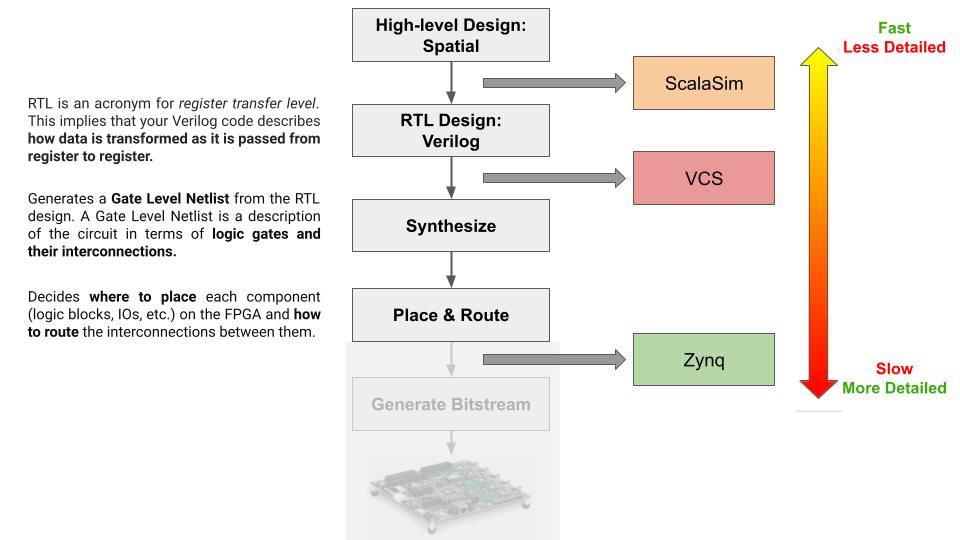 High-level Design:
Spatial
Fast
Less Detailed
ScalaSim
RTL is an acronym for register transfer level.
This implies that your Verilog code describes
how data is transformed as it is passed from
register to register.
RTL Design:
Verilog
VCS
Generates a Gate Level Netlist from the RTL
design. A Gate Level Netlist is a description
of the circuit in terms of logic gates and
their interconnections.
Synthesize
Decides where to place each component
(logic blocks, IOs, etc.) on the FPGA and how
to route the interconnections between them.
Place & Route
Zynq
Slow
More Detailed
Generate Bitstream